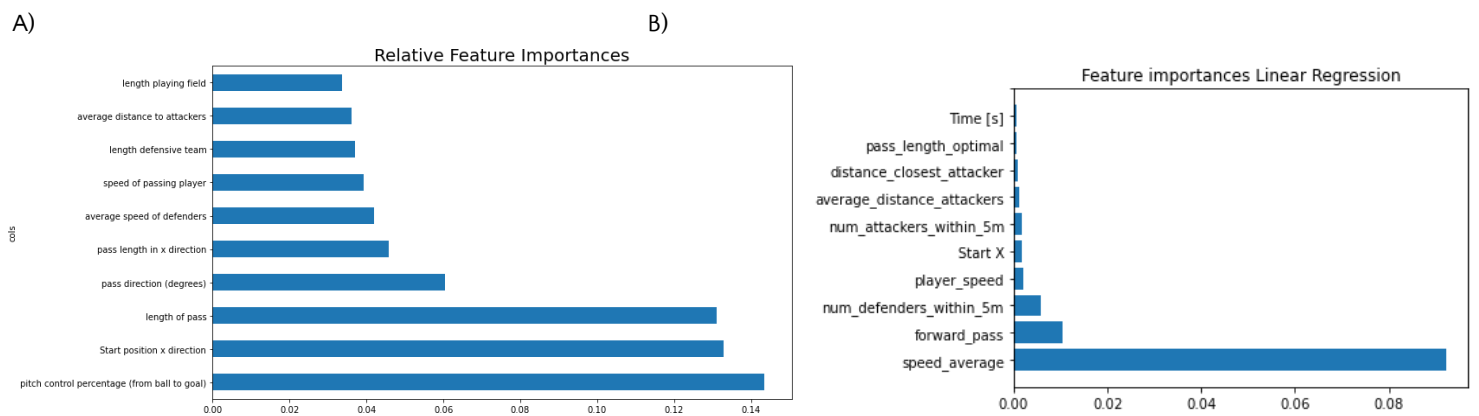 A)
Relative Feature Importances
cols
length playing field
average distance to attackers
length defensive team
speed of passing player
average speed of defenders
pass length in x direction
pass direction (degrees)
length of pass
Start position x direction
pitch control percentage (from ball to goal)
0.00 0.02 0.04 0.06 0.08 0.10 0.12 0.14
B)
Feature importances Linear Regression
Time [s]
pass_length_optimal
distance_closest_attacker
average_distance_attackers
num_attackers_within_5m
Start X
player_speed
num_defenders_within_5m
forward_pass
speed_average
0.00 0.02 0.04 0.06 0.08